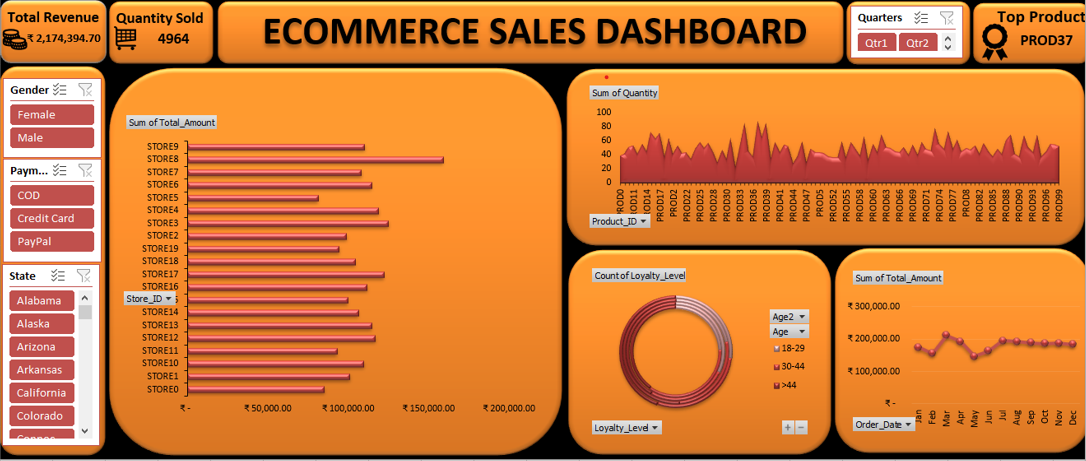 Total Revenue
₹ 2,174,394.70
Quantity Sold
4964
ECOMMERCE SALES DASHBOARD
Quarters
Qtr1 Qtr2
Top Product
PROD37
Gender
Female
Male
Paym...
COD
Credit Card
PayPal
State
Alabama
Alaska
Arizona
Arkansas
California
Colorado
Sum of Total_Amount
STORE9
STORE8
STORE7
STORE6
STORE5
STORE4
STORE3
STORE2
STORE19
STORE18
STORE17
STORE16
Store_ID
STORE14
STORE13
STORE12
STORE11
STORE10
STORE1
STORE0
₹ - ₹ 50,000.00 ₹ 100,000.00 ₹ 150,000.00 ₹ 200,000.00
Sum of Quantity
100
80
60
40
20
0
PROD0 PROD11 PROD14 PROD17 PROD2 PROD22 PROD25 PROD28 PROD30 PROD33 PROD36 PROD39 PROD41 PROD44 PROD47 PROD5 PROD52 PROD55 PROD58 PROD60 PROD63 PROD66 PROD69 PROD71 PROD74 PROD77 PROD8 PROD82 PROD85 PROD88 PROD90 PROD93 PROD96 PROD99
Product_ID
Count of Loyalty_Level
Age2
Age
18-29
30-44
>44
Loyalty_Level
+ -
Sum of Total_Amount
₹ 300,000.00
₹ 200,000.00
₹ 100,000.00
₹ -
Jan Feb Mar Apr May Jun Jul Aug Sep Oct Nov Dec
Order_Date